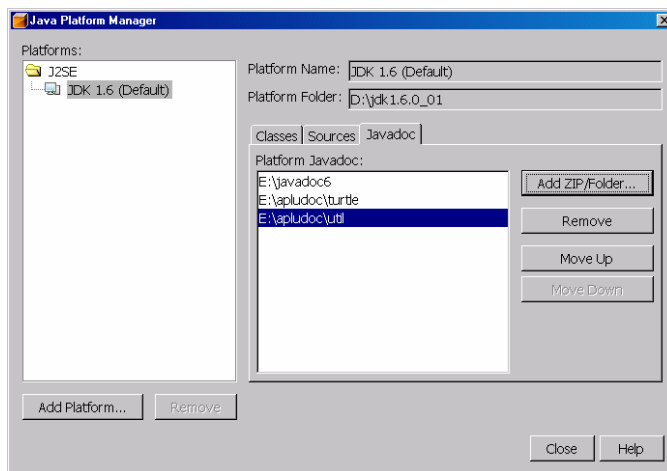 Java Platform Manager
Platforms:
J2SE
JDK 1.6 (Default)
Platform Name: JDK 1.6 (Default)
Platform Folder: D:\jdk1.6.0_01
Classes Sources Javadoc
Platform Javadoc:
E:\javadoc6
E:\apludoc\turtle
E:\apludoc\util
Add ZIP/Folder...
Remove
Move Up
Move Down
Add Platform... Remove
Close Help